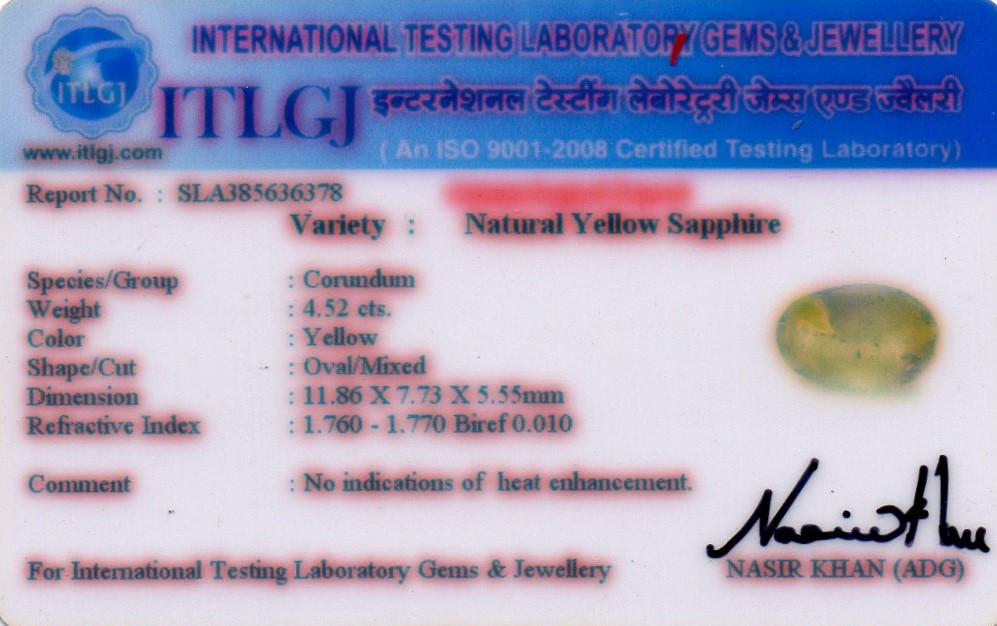 INTERNATIONAL TESTING LABORATORY GEMS & JEWELLERY
ITLGJ
ITLGJ
इन्टरनेशनल टेस्टींग लेबोरेट्री जेम्स एण्ड ज्वैलरी
www.itlgj.com
( An ISO 9001-2008 Certified Testing Laboratory)
Report No. : SLA385636378
Variety : Natural Yellow Sapphire
Species/Group : Corundum
Weight : 4.52 cts.
Color : Yellow
Shape/Cut : Oval/Mixed
Dimension : 11.86 X 7.73 X 5.55mm
Refractive Index : 1.760 - 1.770 Biref 0.010
Comment : No indications of heat enhancement.
For International Testing Laboratory Gems & Jewellery
NASIR KHAN (ADG)